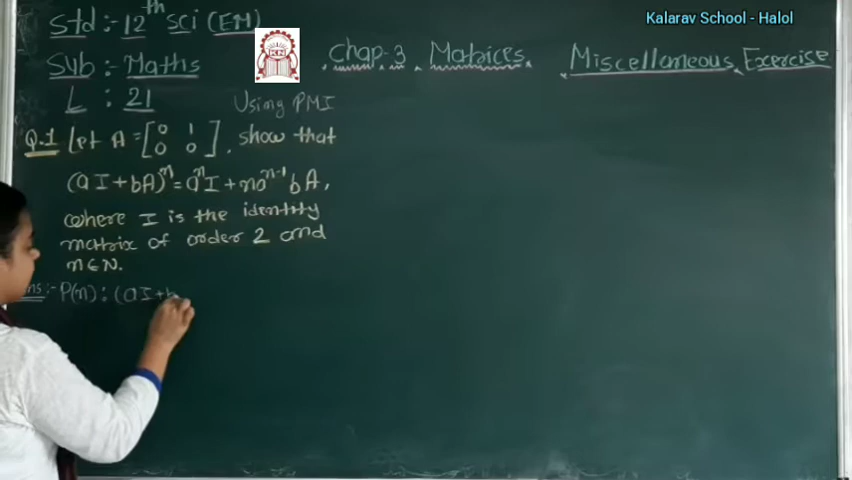 Kalarav School - Halol
Std :- 12th Sci (EM)
Sub :- Maths
Chap-3 Matrices
Miscellaneous Exercise
L : 21
Using PMI
Q.1 Let A = [0 1
0 0], show that
(aI+bA)ⁿ = aⁿI + naⁿ⁻¹bA,
where I is the identity
matrix of order 2 and
n∈N.
Ans :- P(n) : (aI+b